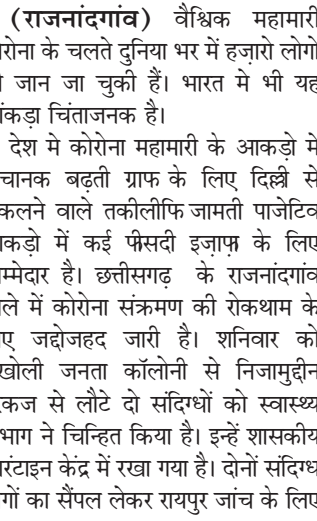 (राजनांदगांव) वैश्विक महामारी
रोना के चलते दुनिया भर में हज़ारो लोगो
जान जा चुकी हैं। भारत मे भी यह
ांकड़ा चिंताजनक है।
देश मे कोरोना महामारी के आकड़ो मे
चानक बढ़ती ग्राफ के लिए दिल्ली से
कलने वाले तकीलीफि जामती पाजेटिव
कड़ो में कई फीसदी इज़ाफ़ के लिए
म्मेदार है। छत्तीसगढ़ के राजनांदगांव
ले में कोरोना संक्रमण की रोकथाम के
ए जद्दोजहद जारी है। शनिवार को
खोली जनता कॉलोनी से निजामुद्दीन
कज से लौटे दो संदिग्धों को स्वास्थ्य
भाग ने चिन्हित किया है। इन्हें शासकीय
रंटाइन केंद्र में रखा गया है। दोनों संदिग्ध
गों का सैंपल लेकर रायपुर जांच के लिए